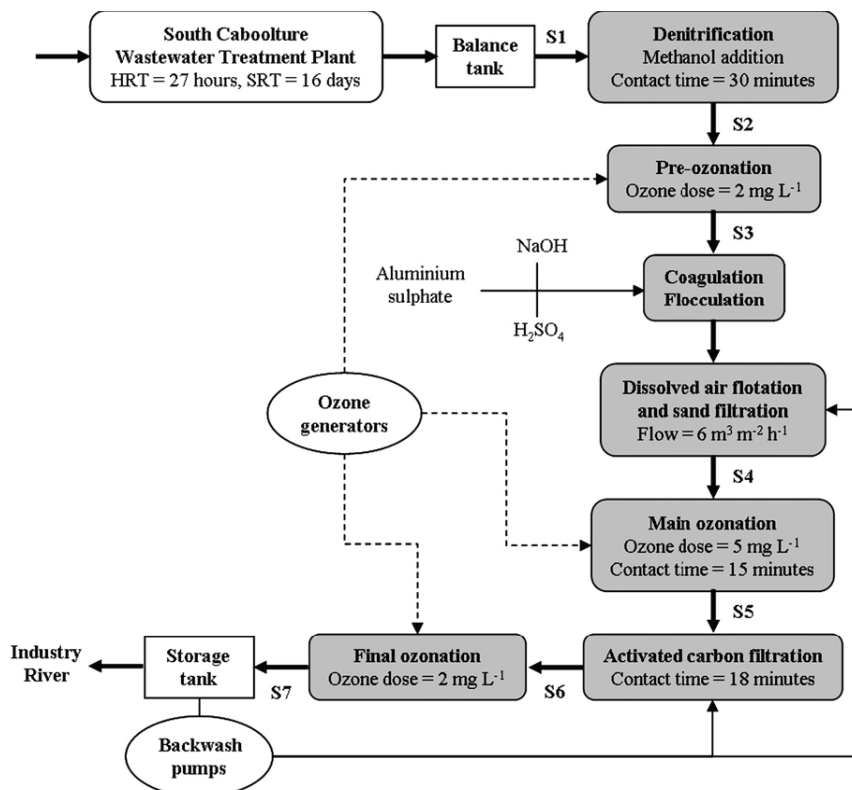 South Caboolture
Wastewater Treatment Plant
HRT = 27 hours, SRT = 16 days
Balance
tank
S1
Denitrification
Methanol addition
Contact time = 30 minutes
S2
Pre-ozonation
Ozone dose = 2 mg L⁻¹
S3
NaOH
Aluminium
sulphate
H₂SO₄
Coagulation
Flocculation
Dissolved air flotation
and sand filtration
Flow = 6 m³ m⁻² h⁻¹
Ozone
generators
S4
Main ozonation
Ozone dose = 5 mg L⁻¹
Contact time = 15 minutes
S5
Activated carbon filtration
Contact time = 18 minutes
S6
Final ozonation
Ozone dose = 2 mg L⁻¹
S7
Storage
tank
Industry
River
Backwash
pumps